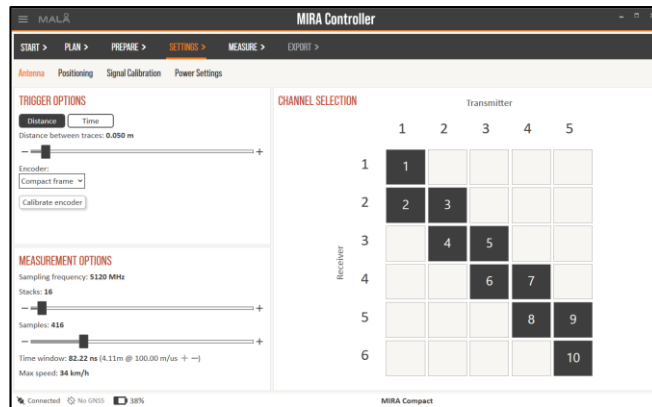 MALÅ
MIRA Controller
START > PLAN > PREPARE > SETTINGS > MEASURE > EXPORT >
Antenna Positioning Signal Calibration Power Settings
TRIGGER OPTIONS
Distance Time
Distance between traces: 0.050 m
− +
Encoder:
Compact frame
Calibrate encoder
MEASUREMENT OPTIONS
Sampling frequency: 5120 MHz
Stacks: 16
− +
Samples: 416
− +
Time window: 82.22 ns (4.11m @ 100.00 m/us + −)
Max speed: 34 km/h
CHANNEL SELECTION
Transmitter
1 2 3 4 5
Receiver
1 1
2 2 3
3 4 5
4 6 7
5 8 9
6 10
Connected No GNSS 38% MIRA Compact